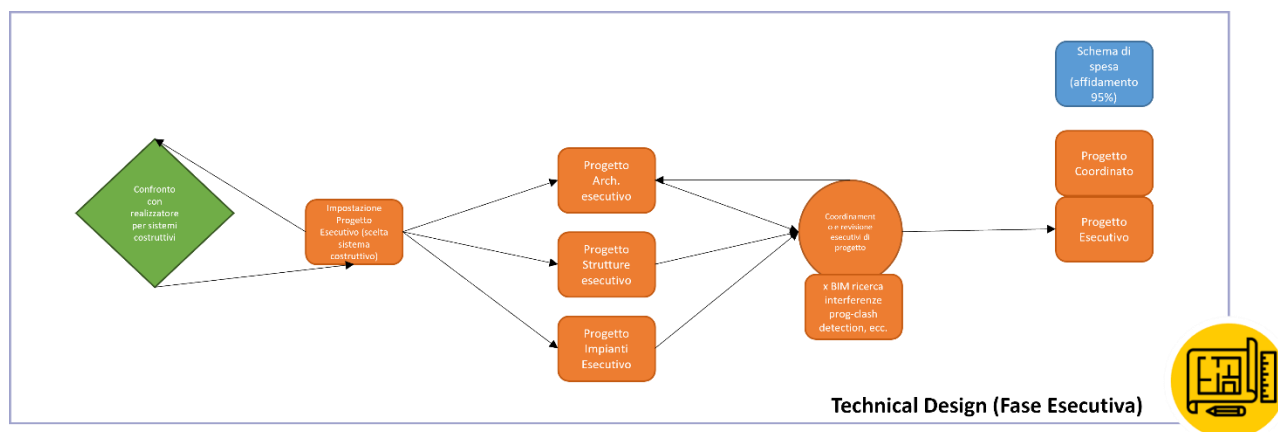 Confronto
con
realizzatore
per sistemi
costruttivi
Impostazione
Progetto
Esecutivo (scelta
sistema
costruttivo)
Progetto
Arch.
esecutivo
Progetto
Strutture
esecutivo
Progetto
Impianti
Esecutivo
Coordinament
o e revisione
esecutivi di
progetto
x BIM ricerca
interferenze
prog-clash
detection, ecc.
Schema di
spesa
(affidamento
95%)
Progetto
Coordinato
Progetto
Esecutivo
Technical Design (Fase Esecutiva)